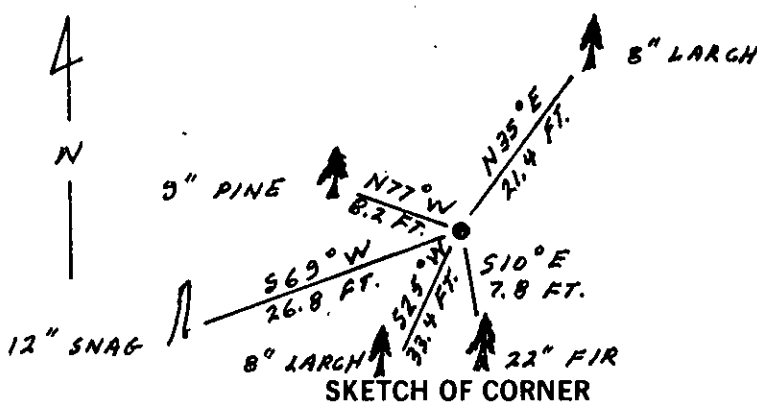 8" LARCH
N35°E
21.4 FT.
N
9" PINE
N77°W
8.2 FT.
S69°W
26.8 FT.
S25°W
33.4 FT.
S10°E
7.8 FT.
12" SNAG
8" LARCH
22" FIR
SKETCH OF CORNER